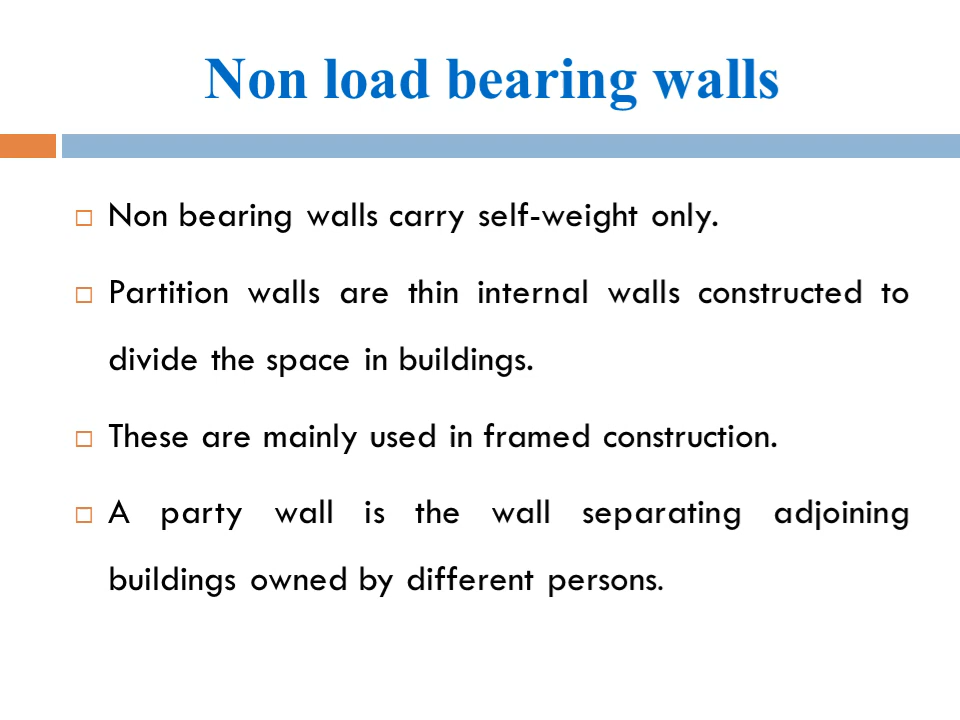 Non load bearing walls
Non bearing walls carry self-weight only.
Partition walls are thin internal walls constructed to
divide the space in buildings.
These are mainly used in framed construction.
A party wall is the wall separating adjoining
buildings owned by different persons.